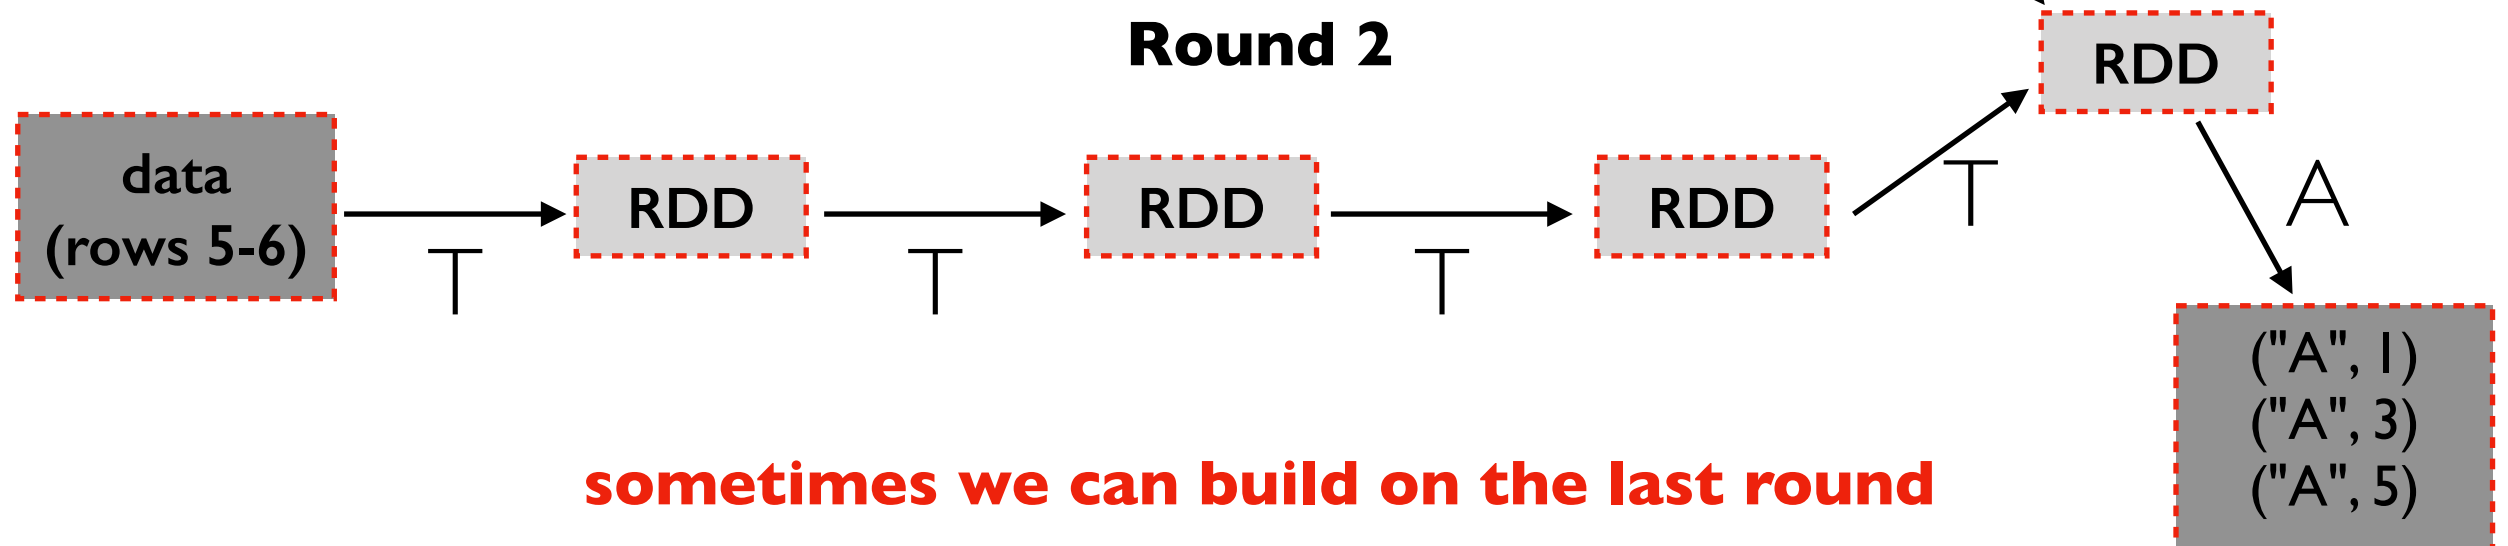 Round 2
RDD
data
(rows 5-6)
RDD
RDD
RDD
T
T
T
T
A
("A", 1)
("A", 3)
("A", 5)
sometimes we can build on the last round